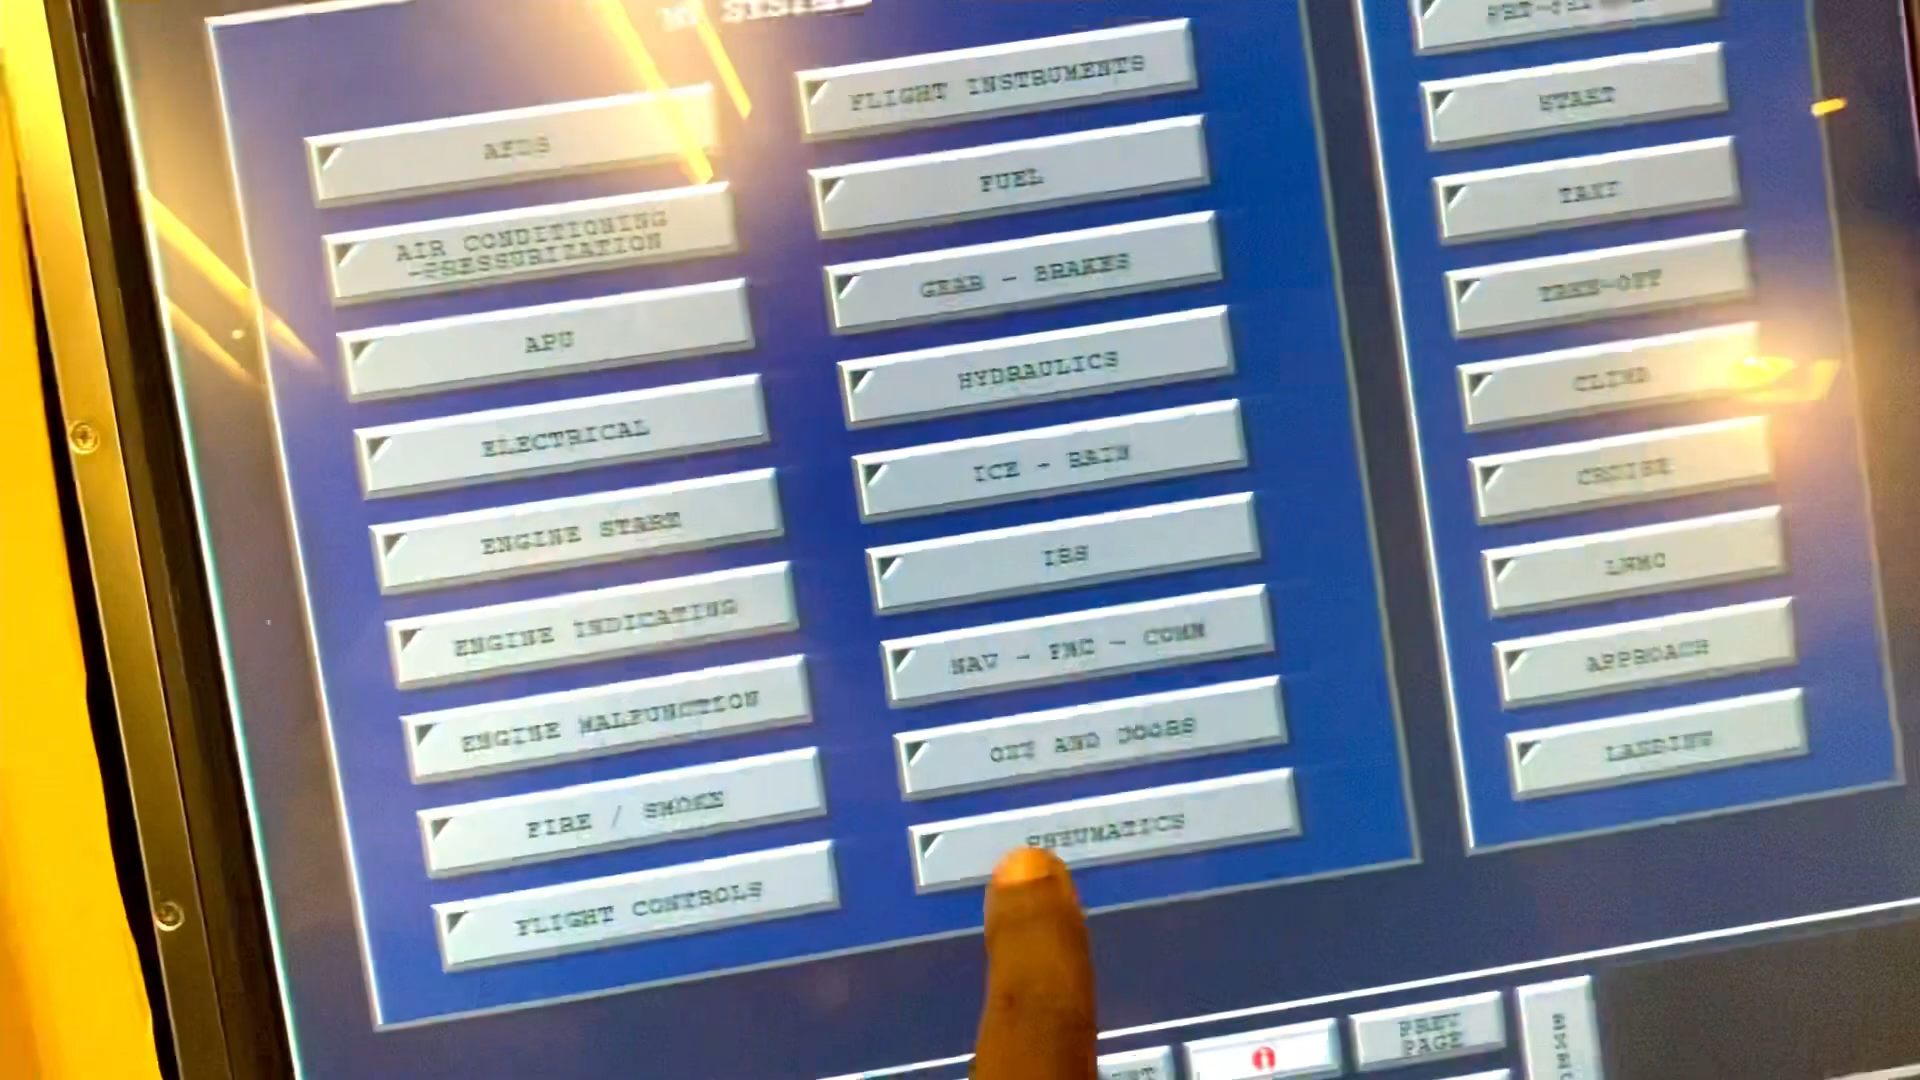 BY SYSTEM
AFDS
AIR CONDITIONING
-PRESSURIZATION
APU
ELECTRICAL
ENGINE START
ENGINE INDICATING
ENGINE MALFUNCTION
FIRE / SMOKE
FLIGHT CONTROLS
FLIGHT INSTRUMENTS
FUEL
GEAR - BRAKES
HYDRAULICS
ICE - RAIN
IRS
NAV - FMC - COMM
OXY AND DOORS
PNEUMATICS
START
TAXI
TAKE-OFF
CLIMB
CRUISE
APPROACH
LANDING
PREV
PAGE